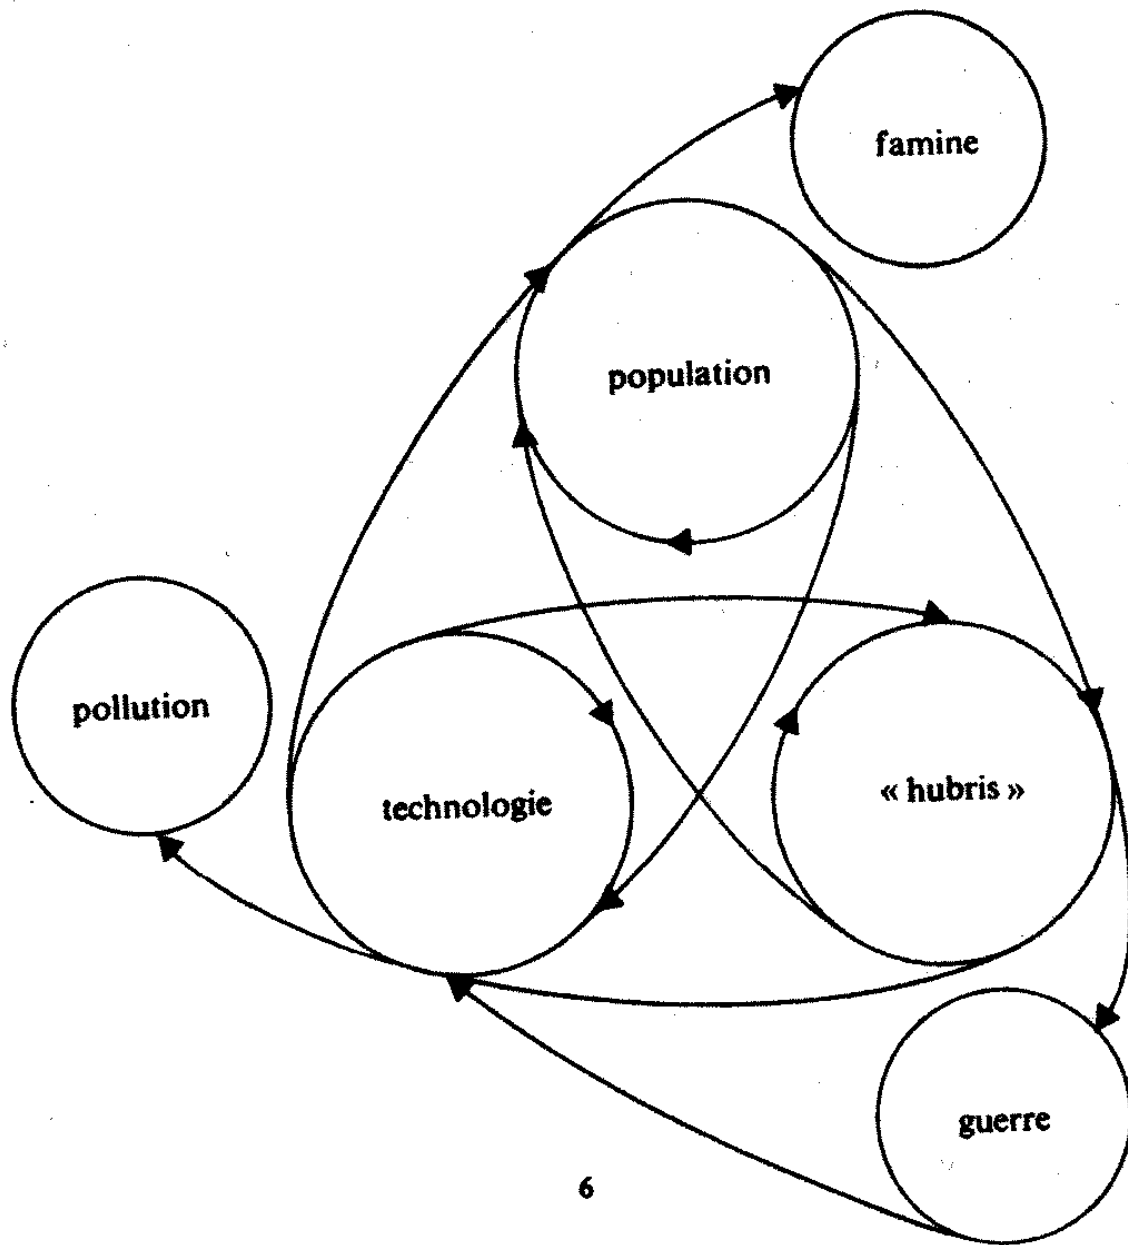 famine
population
pollution
technologie
« hubris »
guerre
6